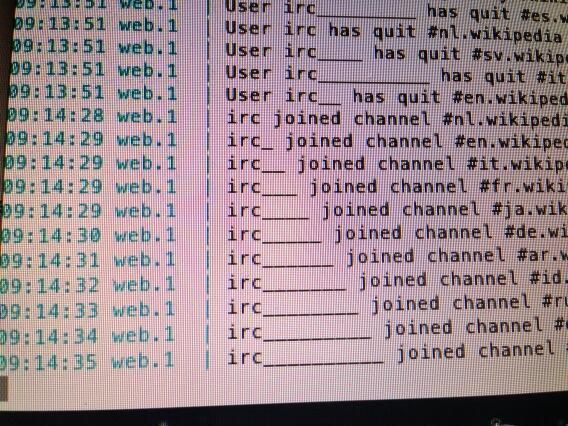 09:13:51 web.1 | User irc__________ has quit #es.w
09:13:51 web.1 | User irc has quit #nl.wikipedia
09:13:51 web.1 | User irc____ has quit #sv.wikipe
09:13:51 web.1 | User irc___________ has quit #it
09:13:51 web.1 | User irc__ has quit #en.wikiped
09:14:28 web.1 | irc joined channel #nl.wikipedi
09:14:29 web.1 | irc_ joined channel #en.wikiped
09:14:29 web.1 | irc__ joined channel #it.wikip
09:14:29 web.1 | irc___ joined channel #fr.wiki
09:14:29 web.1 | irc____ joined channel #ja.wik
09:14:30 web.1 | irc_____ joined channel #de.wi
09:14:31 web.1 | irc______ joined channel #ar.w
09:14:32 web.1 | irc_______ joined channel #id.
09:14:33 web.1 | irc________ joined channel #ru
09:14:34 web.1 | irc_________ joined channel #
09:14:35 web.1 | irc__________ joined channel #